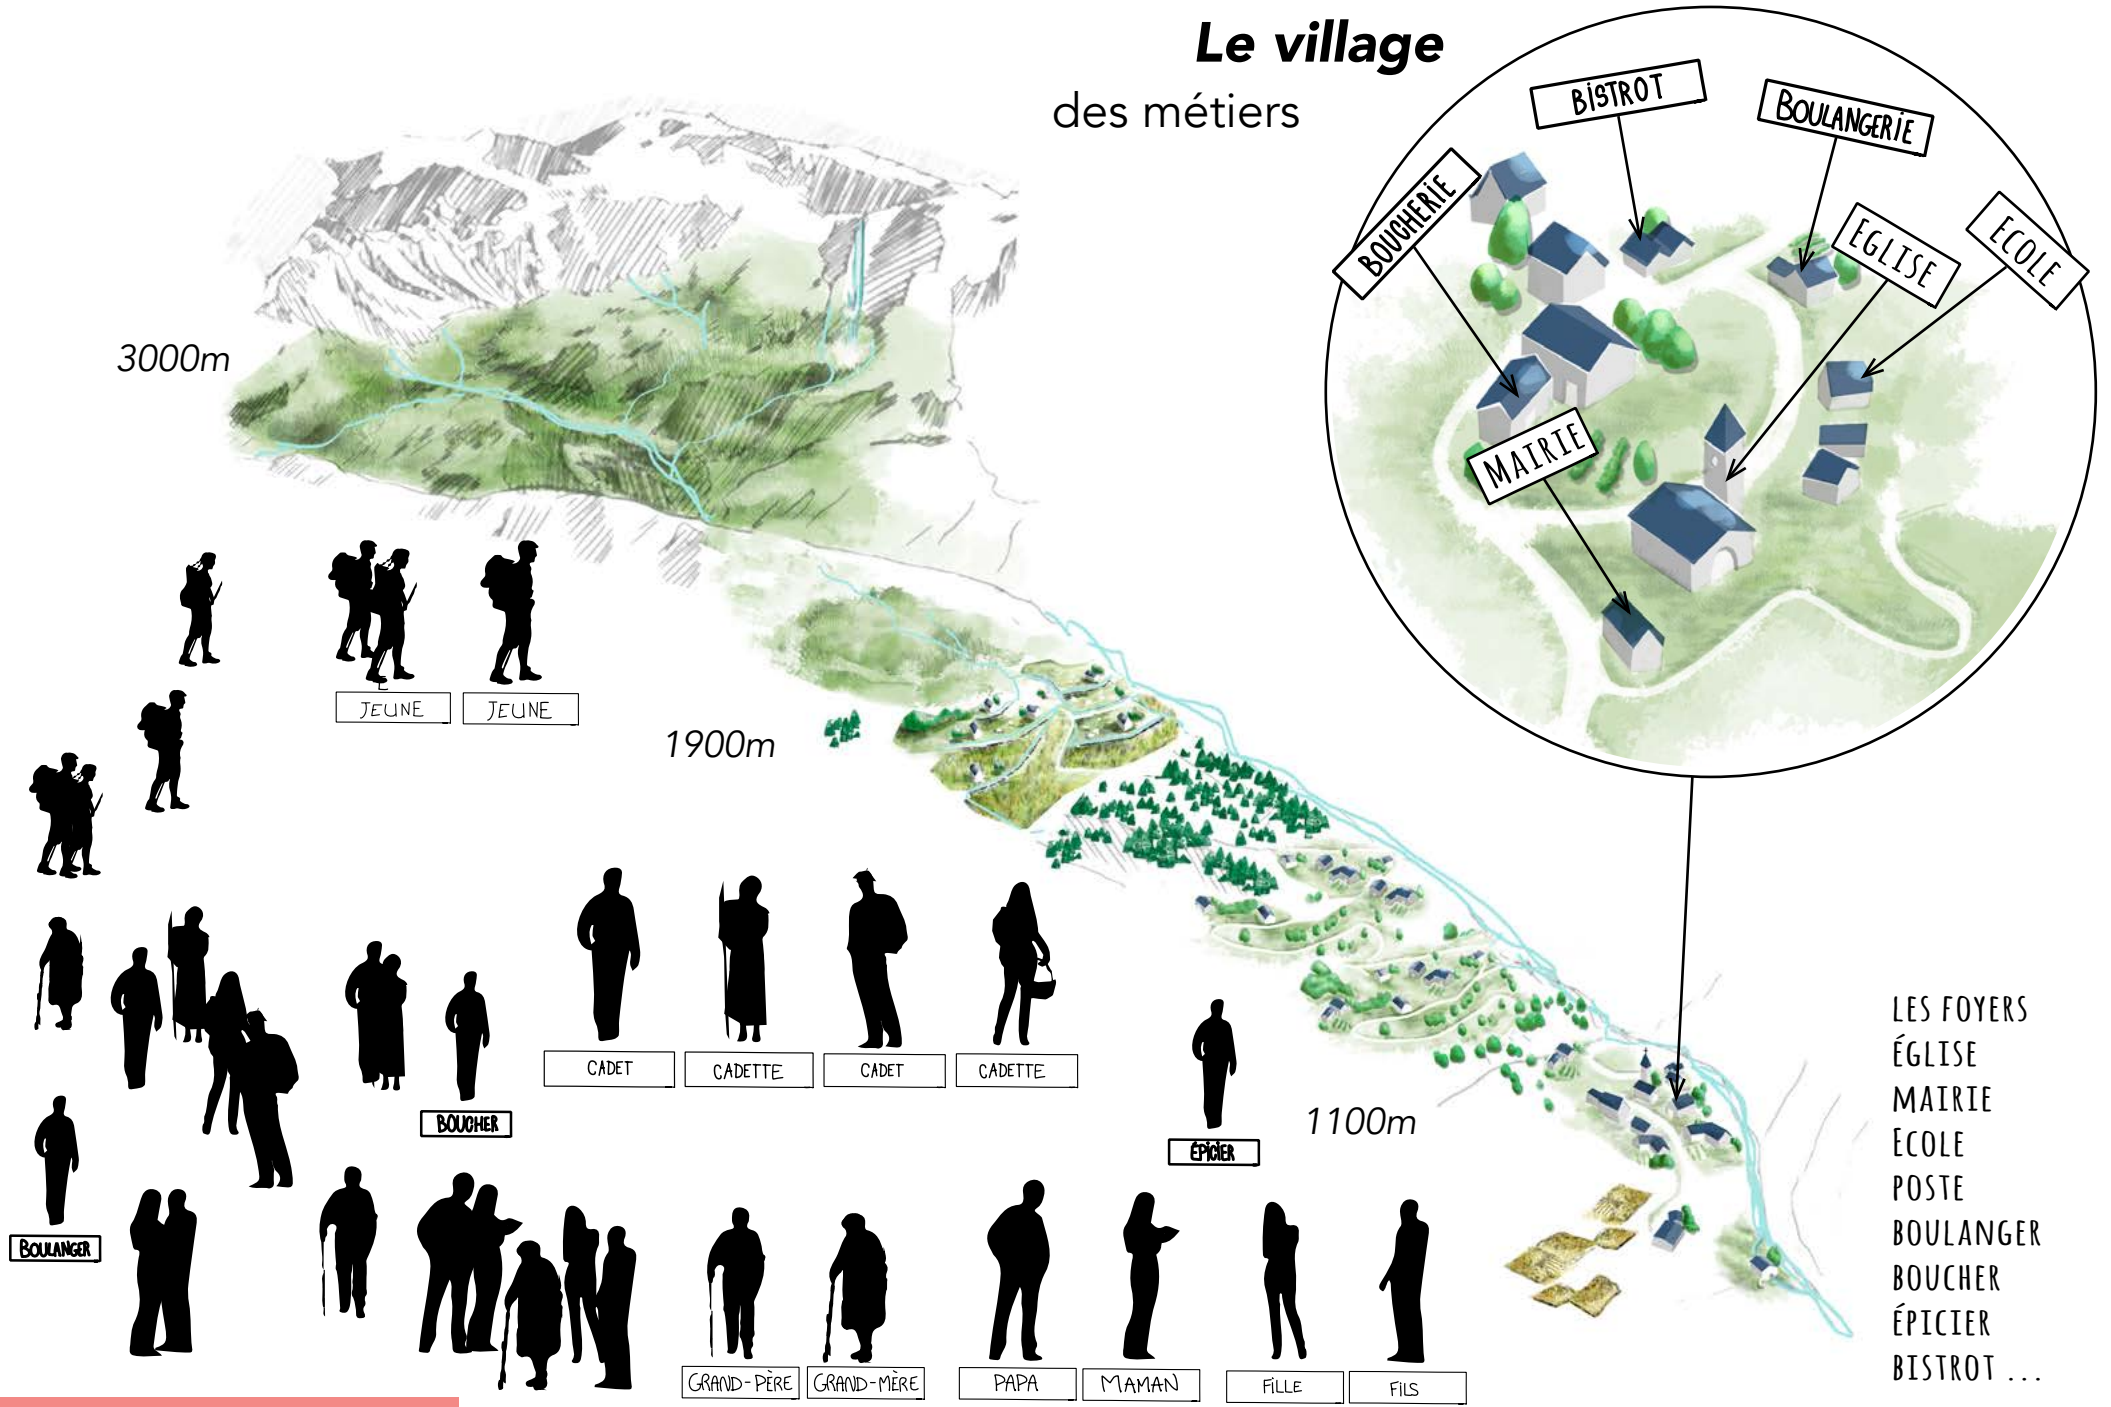 Le village
des métiers
BISTROT
BOULANGERIE
BOUCHERIE
EGLISE
ECOLE
MAIRIE
3000m
JEUNE
JEUNE
1900m
CADET
CADETTE
CADET
CADETTE
BOUCHER
ÉPICIER
1100m
BOULANGER
GRAND-PÈRE
GRAND-MÈRE
PAPA
MAMAN
FILLE
FILS
LES FOYERS
ÉGLISE
MAIRIE
ECOLE
POSTE
BOULANGER
BOUCHER
ÉPICIER
BISTROT ...